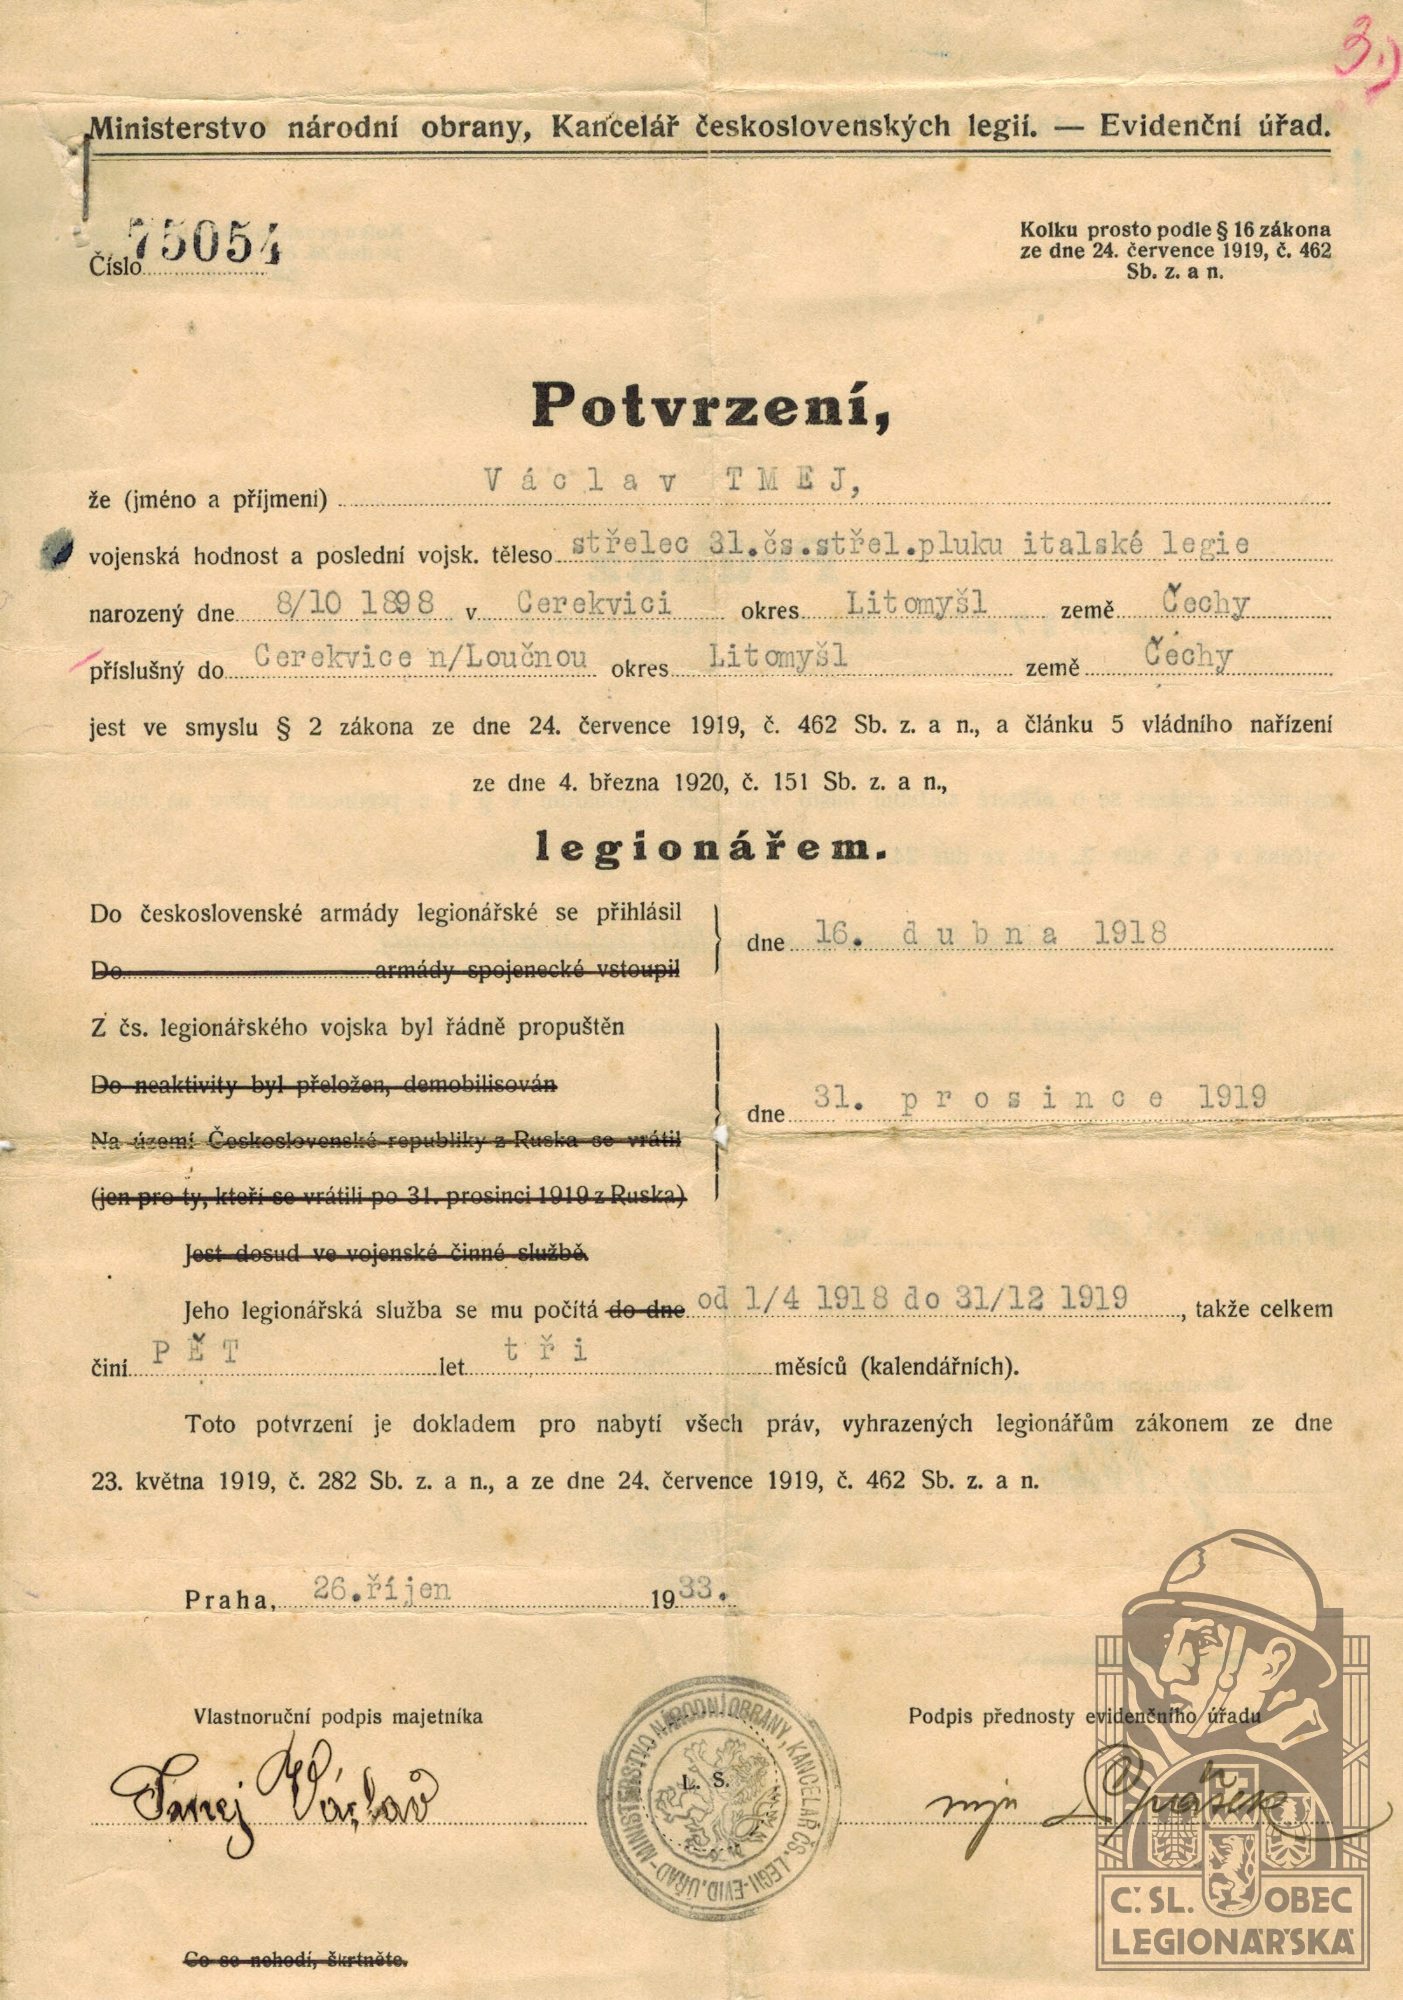 3.)
Ministerstvo národní obrany, Kancelář československých legií. — Evidenční úřad.
Číslo 75054
Kolku prosto podle § 16 zákona
ze dne 24. července 1919, č. 462
Sb. z. a n.
Potvrzení,
že (jméno a příjmení) Václav TMEJ,
vojenská hodnost a poslední vojsk. těleso střelec 31.čs.střel.pluku italské legie
narozený dne 8/10 1898 v Cerekvici okres Litomyšl země Čechy
příslušný do Cerekvice n/Loučnou okres Litomyšl země Čechy
jest ve smyslu § 2 zákona ze dne 24. července 1919, č. 462 Sb. z. a n., a článku 5 vládního nařízení
ze dne 4. března 1920, č. 151 Sb. z. a n.,
legionářem.
Do československé armády legionářské se přihlásil
dne 16. dubna 1918
Do armády spojenecké vstoupil
Z čs. legionářského vojska byl řádně propuštěn
Do neaktivity byl přeložen, demobilisován
dne 31. prosince 1919
Na území Československé republiky z Ruska se vrátil
(jen pro ty, kteří se vrátili po 31. prosinci 1919 z Ruska)
Jest dosud ve vojenské činné službě.
Jeho legionářská služba se mu počítá do dne od 1/4 1918 do 31/12 1919, takže celkem
činí PĚT let tři měsíců (kalendářních).
Toto potvrzení je dokladem pro nabytí všech práv, vyhrazených legionářům zákonem ze dne
23. května 1919, č. 282 Sb. z. a n., a ze dne 24. července 1919, č. 462 Sb. z. a n.
Praha, 26.říjen 1933.
Vlastnoruční podpis majetníka
Podpis přednosty evidenčního úřadu
Tmej Václav
L. S.
MINISTERSTVO NÁRODNÍ OBRANY, KANCELÁŘ ČS. LEGIÍ - EVID. ÚŘAD -
Č. SL. OBEC
LEGIONÁŘSKÁ
Co se nehodí, škrtněte.